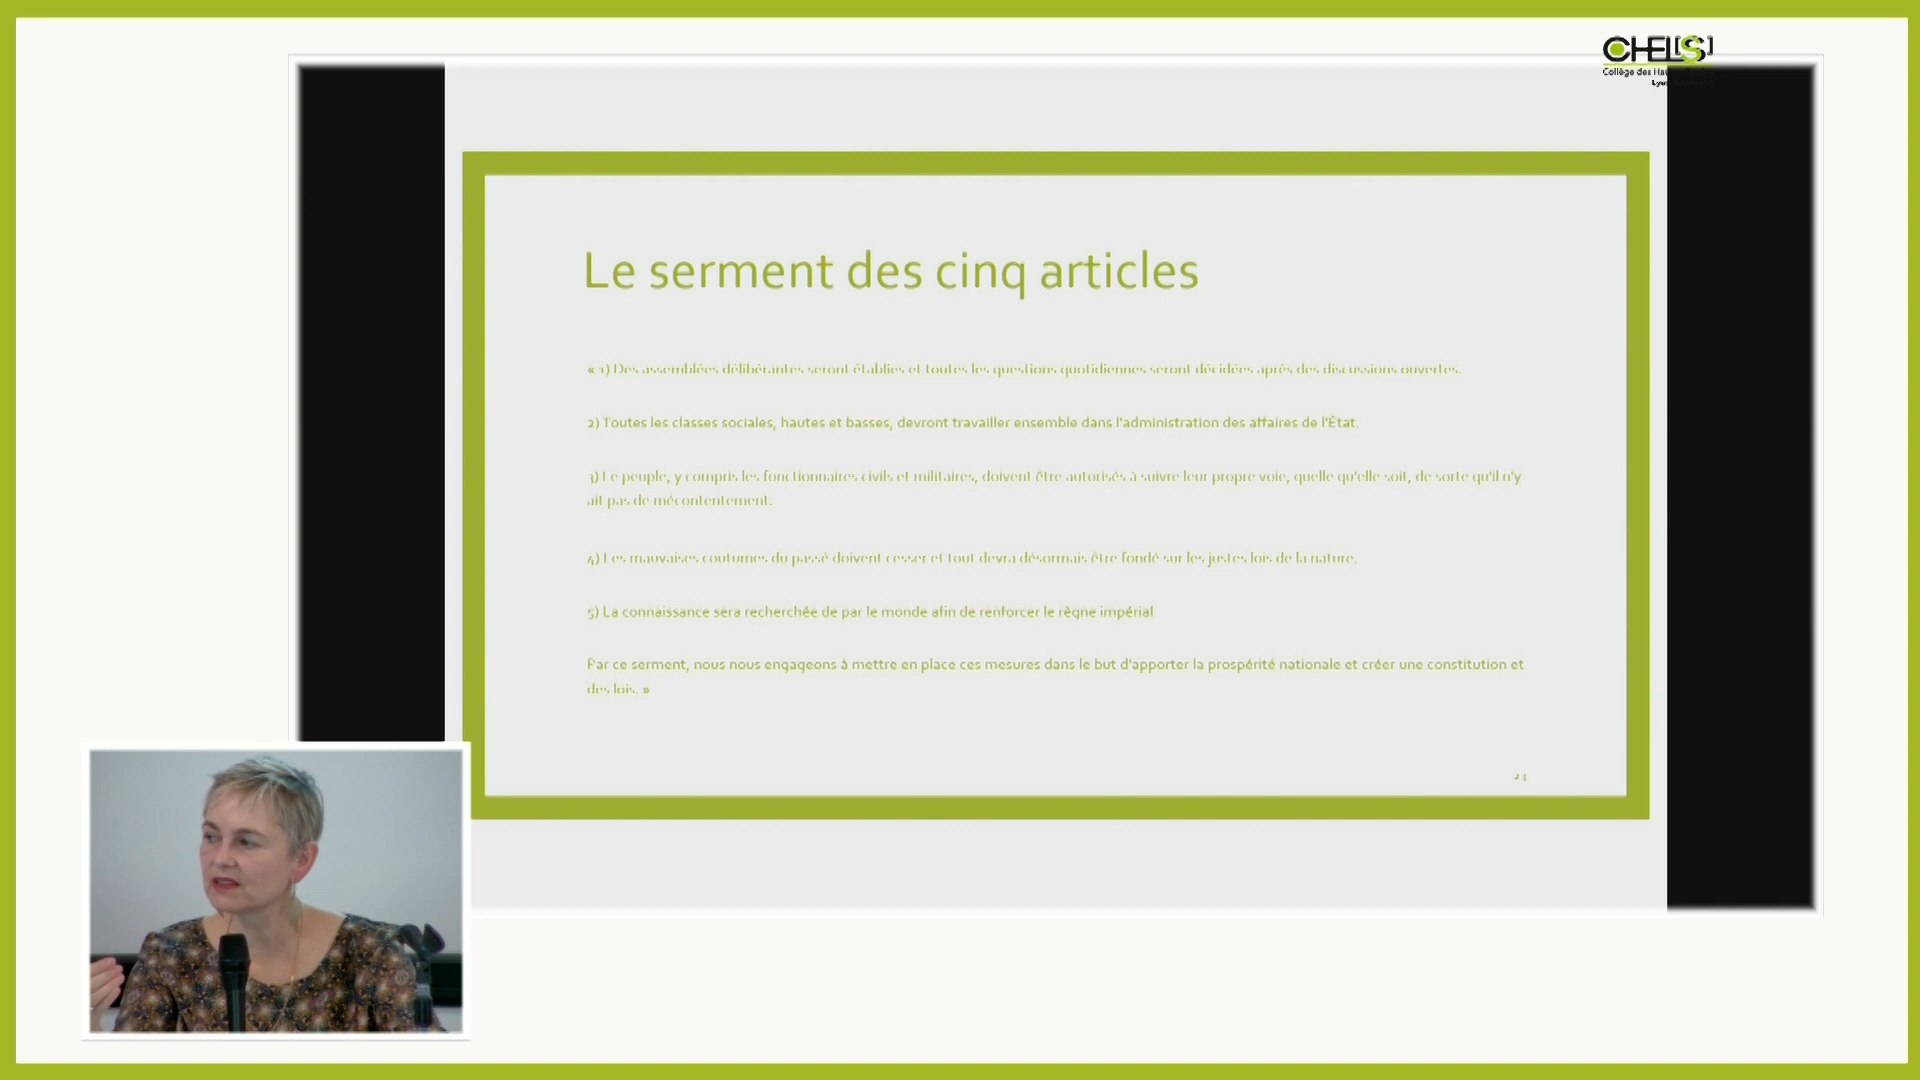 CHEL[S]
Collège des
Le serment des cinq articles
« 1) Des assemblées délibérantes seront établies et toutes les questions quotidiennes seront décidées après des discussions ouvertes.
2) Toutes les classes sociales, hautes et basses, devront travailler ensemble dans l'administration des affaires de l'État.
3) Le peuple, y compris les fonctionnaires civils et militaires, doivent être autorisés à suivre leur propre voie, quelle qu'elle soit, de sorte qu'il n'y
ait pas de mécontentement.
4) Les mauvaises coutumes du passé doivent cesser et tout devra désormais être fondé sur les justes lois de la nature.
5) La connaissance sera recherchée de par le monde afin de renforcer le règne impérial
Par ce serment, nous nous engageons à mettre en place ces mesures dans le but d'apporter la prospérité nationale et créer une constitution et
des lois. »